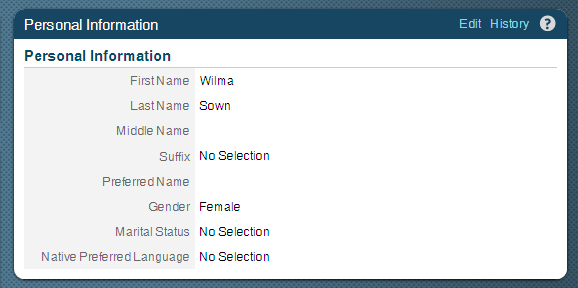 Personal Information Edit History ?
Personal Information
First Name Wilma
Last Name Sown
Middle Name
Suffix No Selection
Preferred Name
Gender Female
Marital Status No Selection
Native Preferred Language No Selection